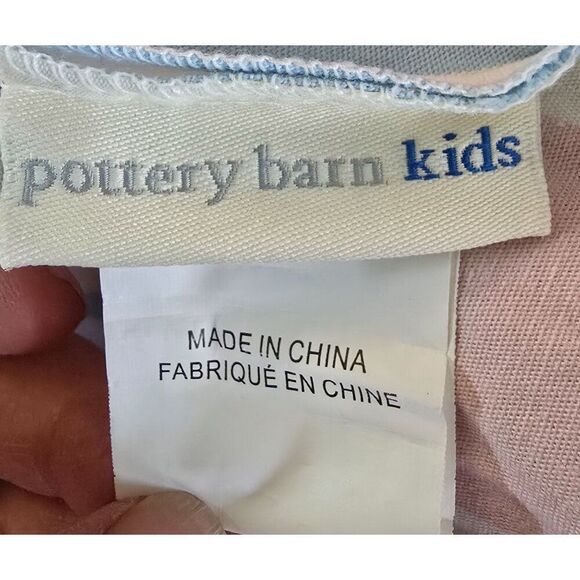 pottery barn kids
MADE IN CHINA
FABRIQUÉ EN CHINE